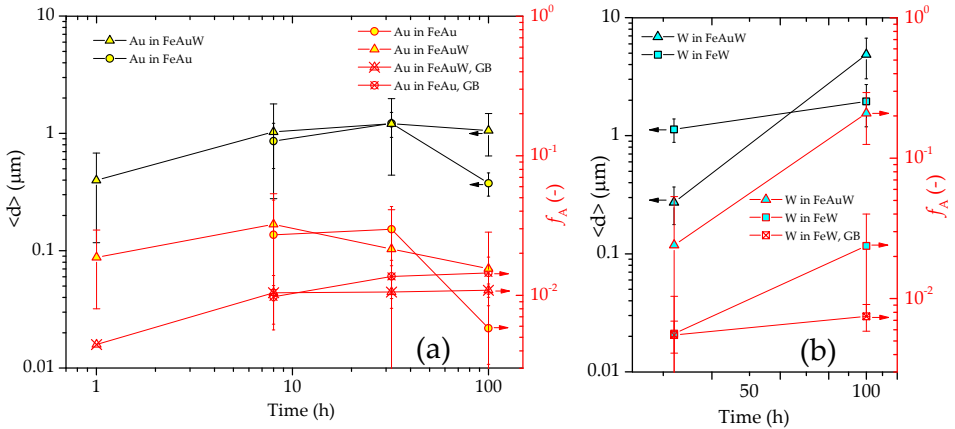 10
1
0.1
0.01
<d> (µm)
Au in FeAuW
Au in FeAu
Au in FeAu
Au in FeAuW
Au in FeAuW, GB
Au in FeAu, GB
(a)
1
10
100
Time (h)
10⁰
10⁻¹
10⁻²
f_A (-)
10
1
0.1
0.01
<d> (µm)
W in FeAuW
W in FeW
W in FeAuW
W in FeW
W in FeW, GB
(b)
50
100
Time (h)
10⁰
10⁻¹
10⁻²
f_A (-)